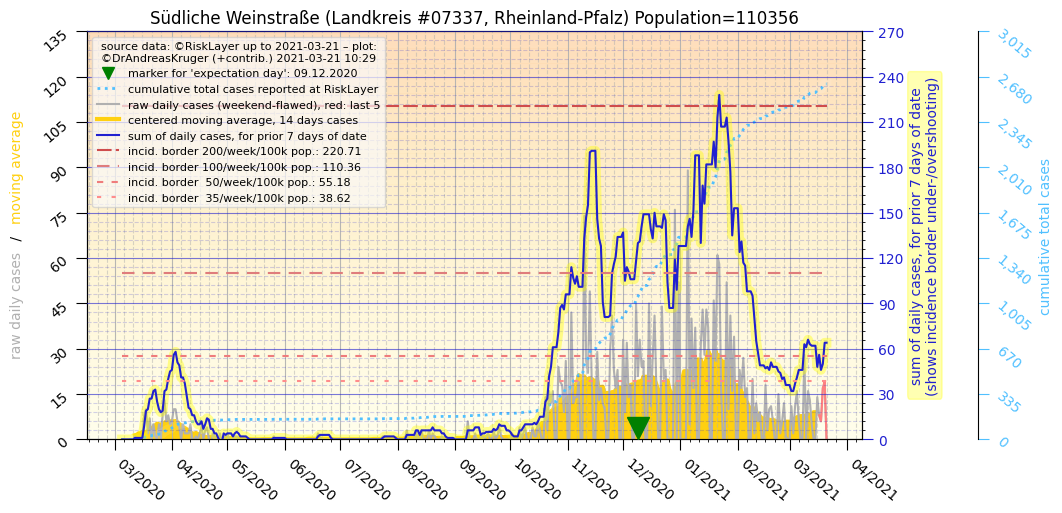 Südliche Weinstraße (Landkreis #07337, Rheinland-Pfalz) Population=110356
source data: ©RiskLayer up to 2021-03-21 – plot:
©DrAndreasKruger (+contrib.) 2021-03-21 10:29
marker for 'expectation day': 09.12.2020
cumulative total cases reported at RiskLayer
raw daily cases (weekend-flawed), red: last 5
centered moving average, 14 days cases
sum of daily cases, for prior 7 days of date
incid. border 200/week/100k pop.: 220.71
incid. border 100/week/100k pop.: 110.36
incid. border  50/week/100k pop.: 55.18
incid. border  35/week/100k pop.: 38.62
raw daily cases / moving average
135
120
105
90
75
60
45
30
15
0
270
240
210
180
150
120
90
60
30
0
sum of daily cases, for prior 7 days of date
(shows incidence border under-/overshooting)
3,015
2,680
2,345
2,010
1,675
1,340
1,005
670
335
0
cumulative total cases
03/2020
04/2020
05/2020
06/2020
07/2020
08/2020
09/2020
10/2020
11/2020
12/2020
01/2021
02/2021
03/2021
04/2021